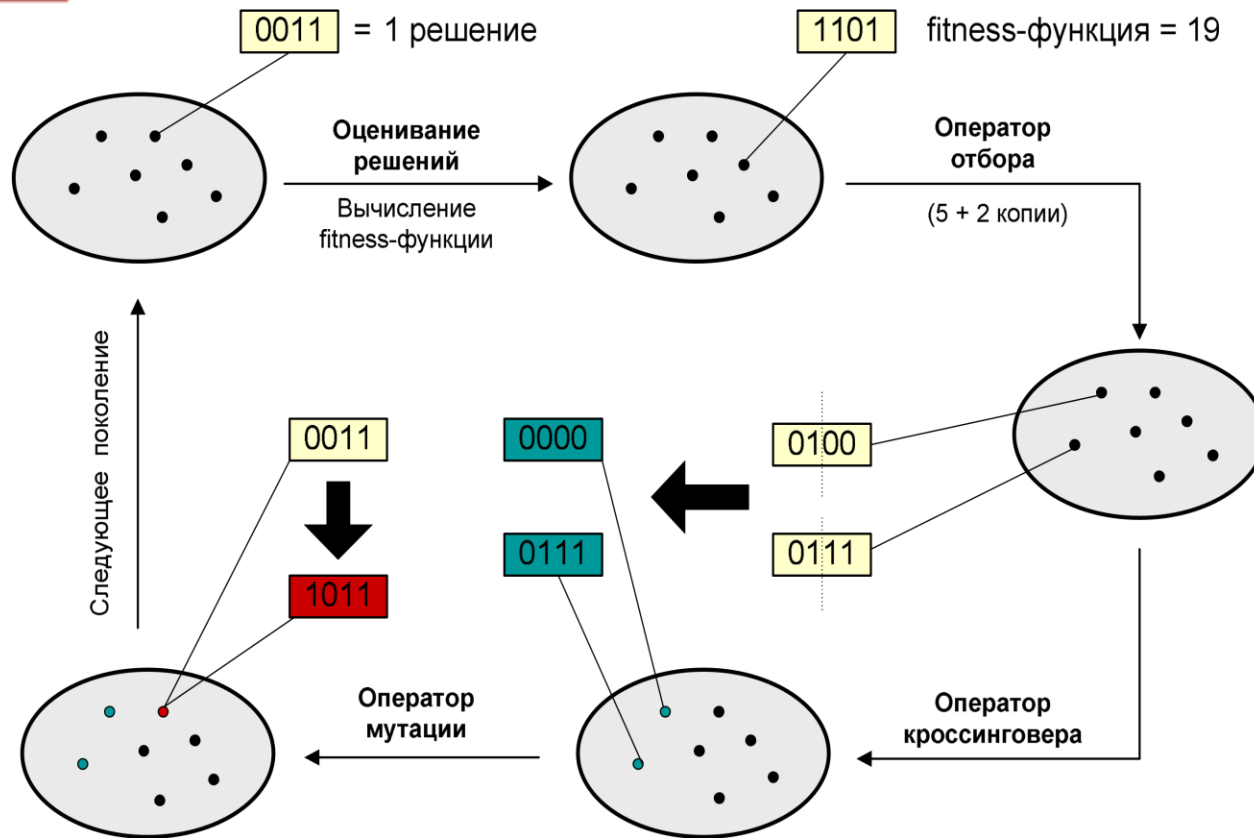 0011 = 1 решение
1101 fitness-функция = 19
Оценивание
решений
Вычисление
fitness-функции
Оператор
отбора
(5 + 2 копии)
Следующее поколение
0011
1011
0000
0111
0100
0111
Оператор
мутации
Оператор
кроссинговера